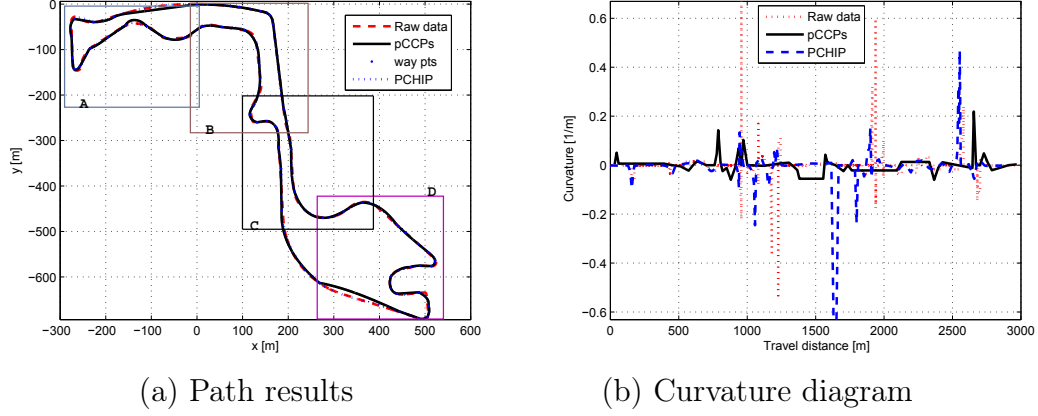 0
−100
−200
−300
−400
−500
−600
y [m]
−300
−200
−100
0
100
200
300
400
500
600
x [m]
Raw data
pCCPs
way pts
PCHIP
A
B
C
D
(a) Path results
0.6
0.4
0.2
0
−0.2
−0.4
−0.6
Curvature [1/m]
0
500
1000
1500
2000
2500
3000
Travel distance [m]
Raw data
pCCPs
PCHIP
(b) Curvature diagram